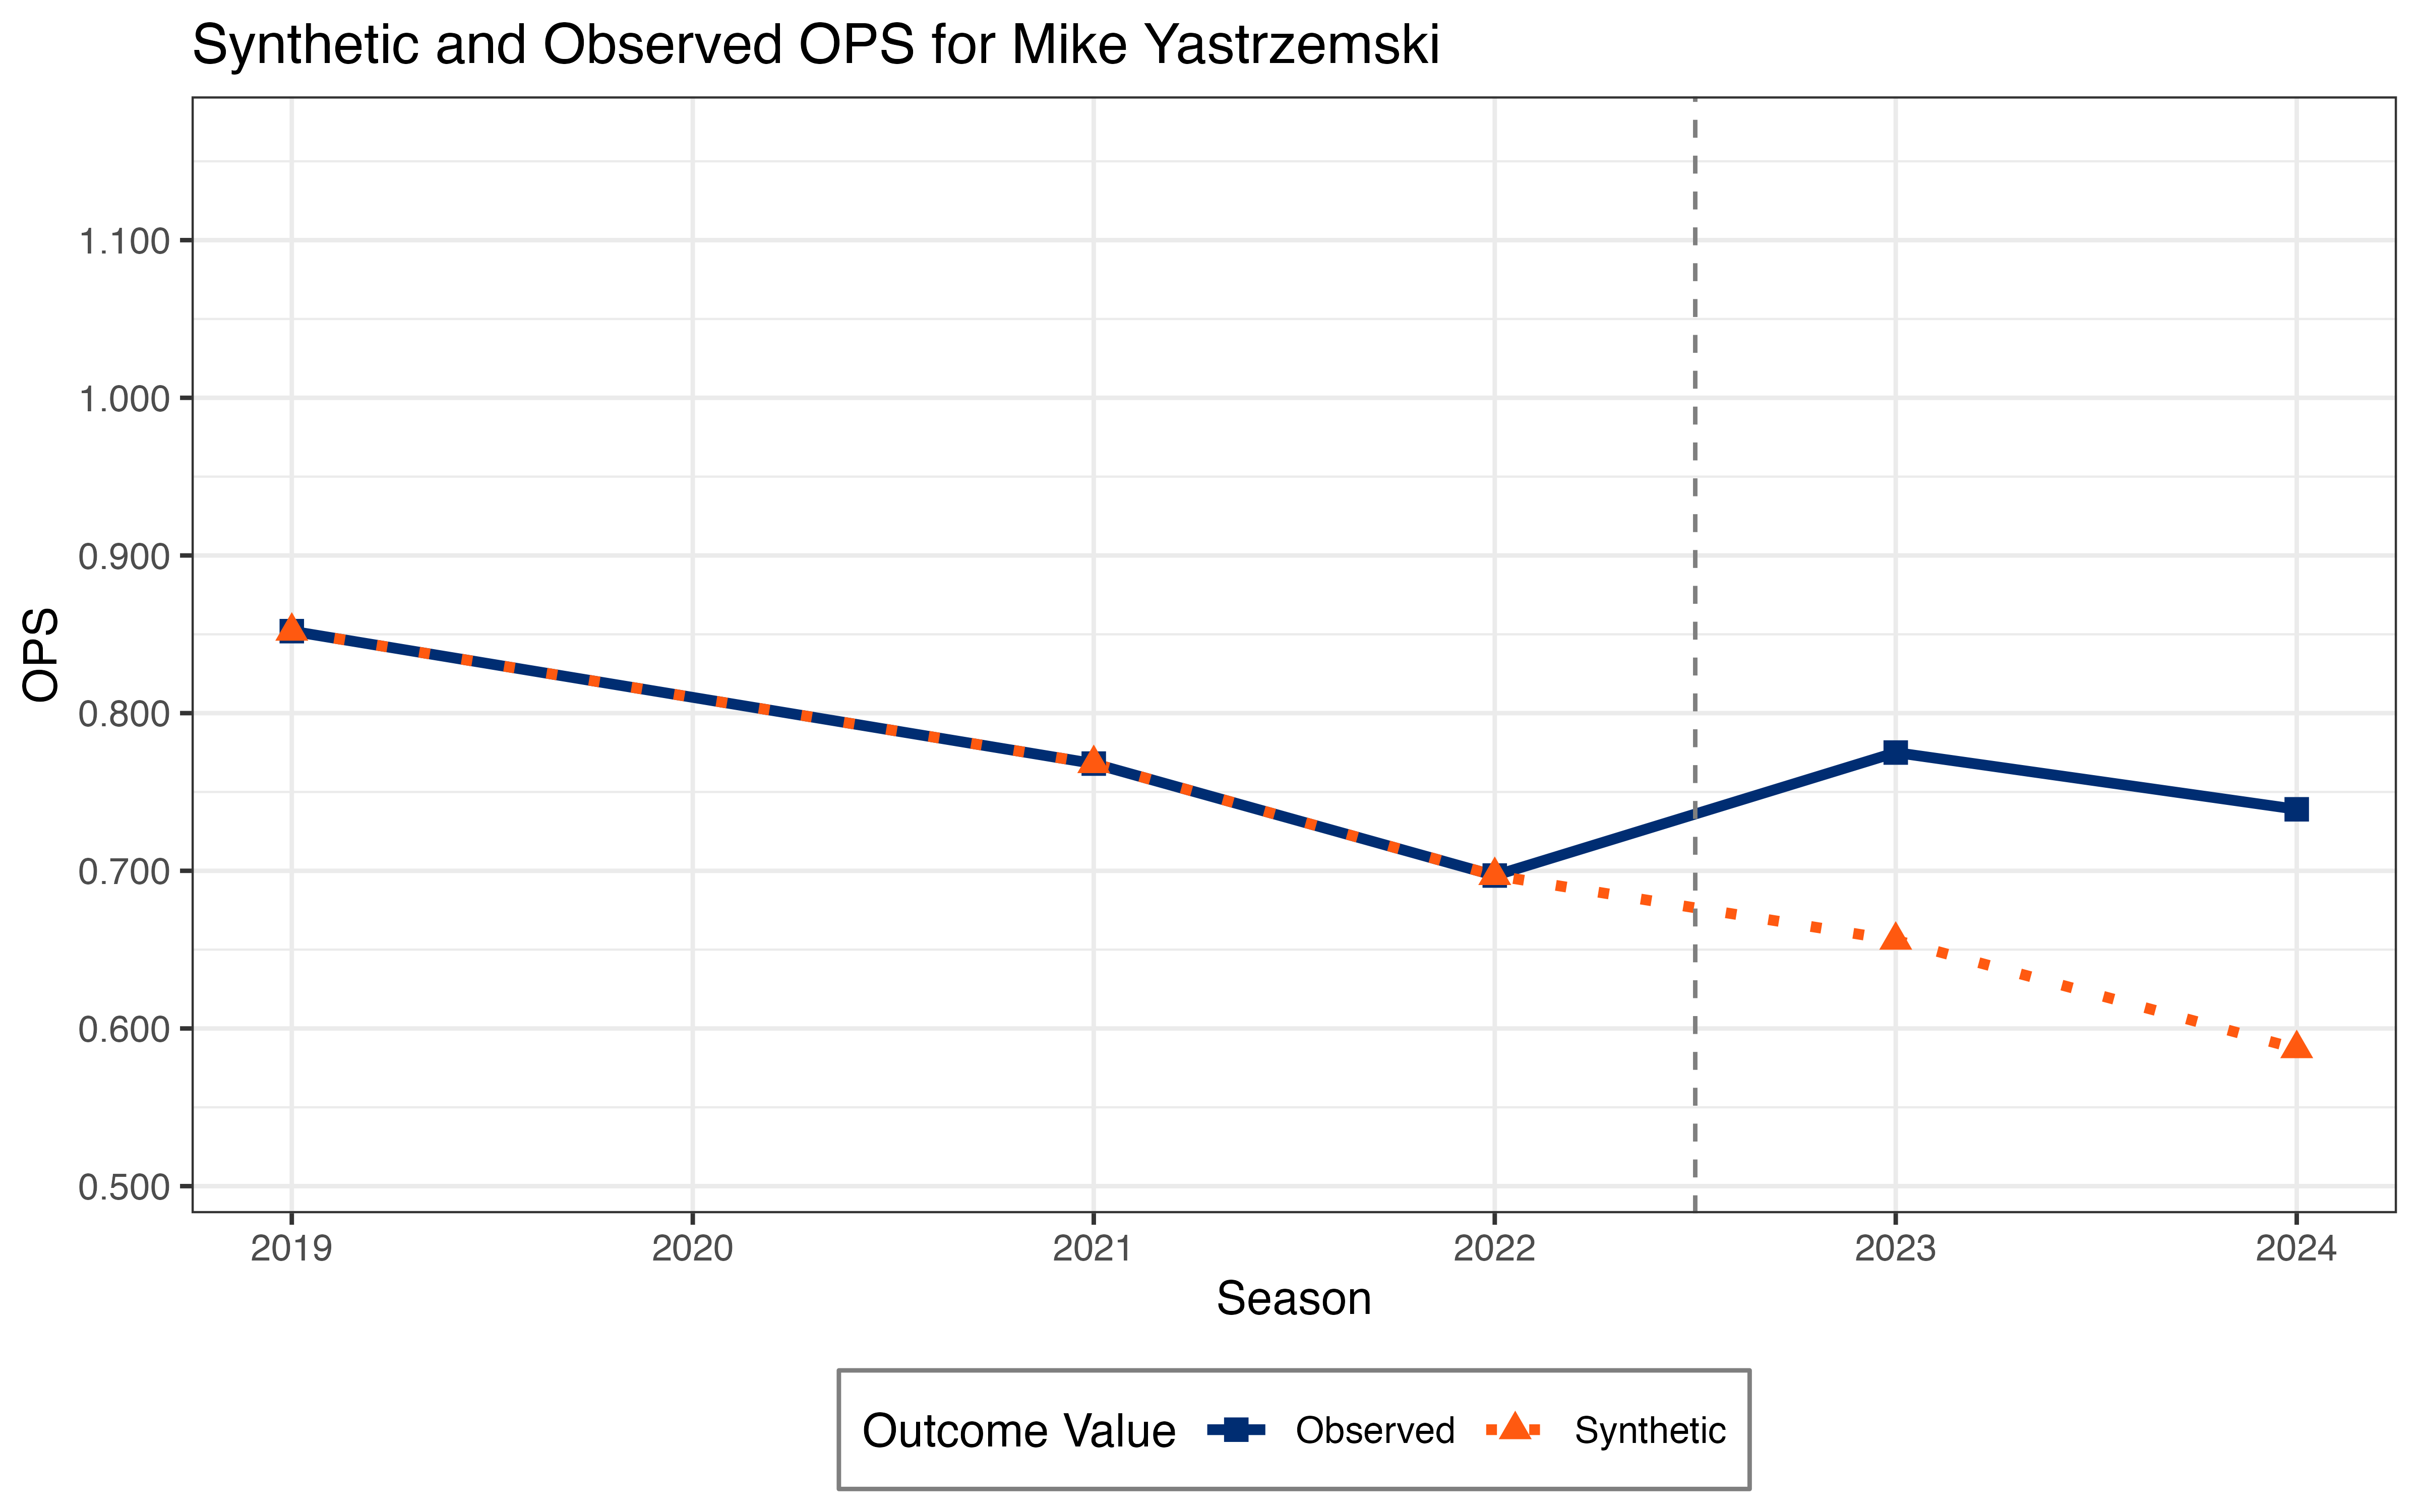 Synthetic and Observed OPS for Mike Yastrzemski
OPS
1.100
1.000
0.900
0.800
0.700
0.600
0.500
2019 2020 2021 2022 2023 2024
Season
Outcome Value Observed Synthetic